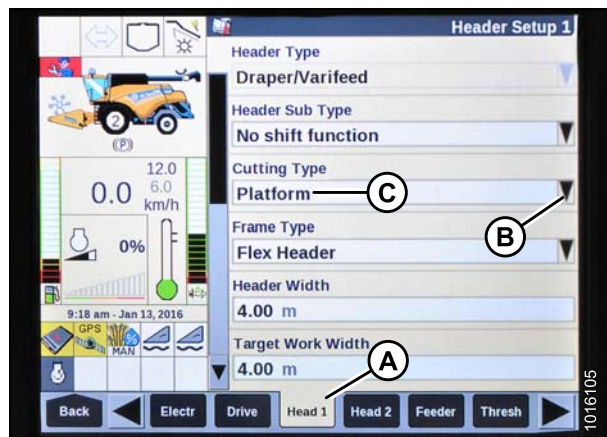 Header Setup 1
Header Type
Draper/Varifeed
Header Sub Type
No shift function
Cutting Type
Platform
C
B
Frame Type
Flex Header
Header Width
4.00 m
Target Work Width
4.00 m
A
2
(P)
12.0
0.0 6.0
km/h
0%
F
E
9:18 am - Jan 13, 2016
GPS
MAN
Back
Electr
Drive
Head 1
Head 2
Feeder
Thresh
1016105